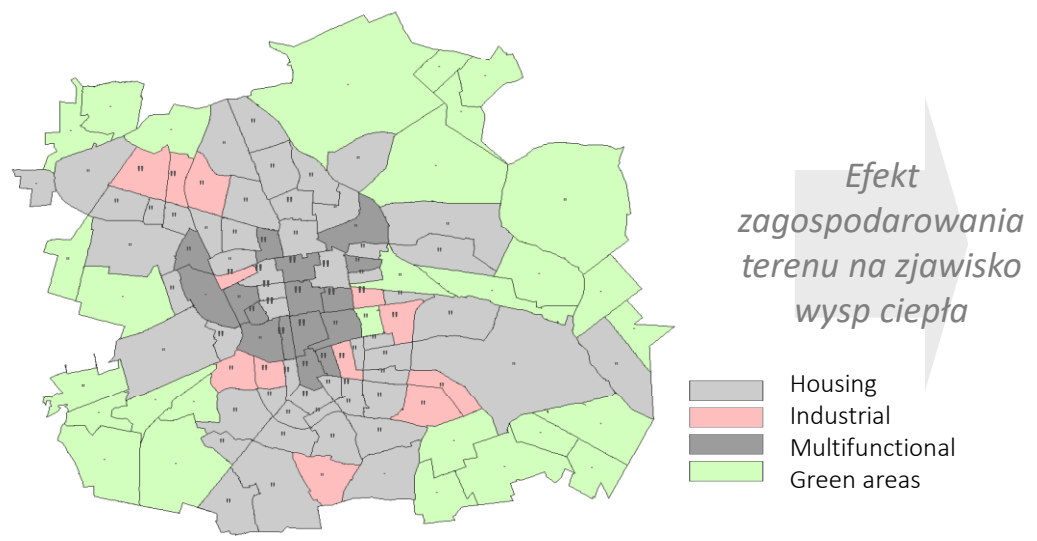 Efekt
zagospodarowania
terenu na zjawisko
wysp ciepła
Housing
Industrial
Multifunctional
Green areas